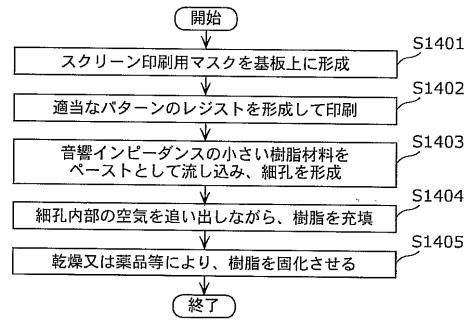 開始
S1401
スクリーン印刷用マスクを基板上に形成
S1402
適当なパターンのレジストを形成して印刷
S1403
音響インピーダンスの小さい樹脂材料を
ペーストとして流し込み、細孔を形成
S1404
細孔内部の空気を追い出しながら、樹脂を充填
S1405
乾燥又は薬品等により、樹脂を固化させる
終了